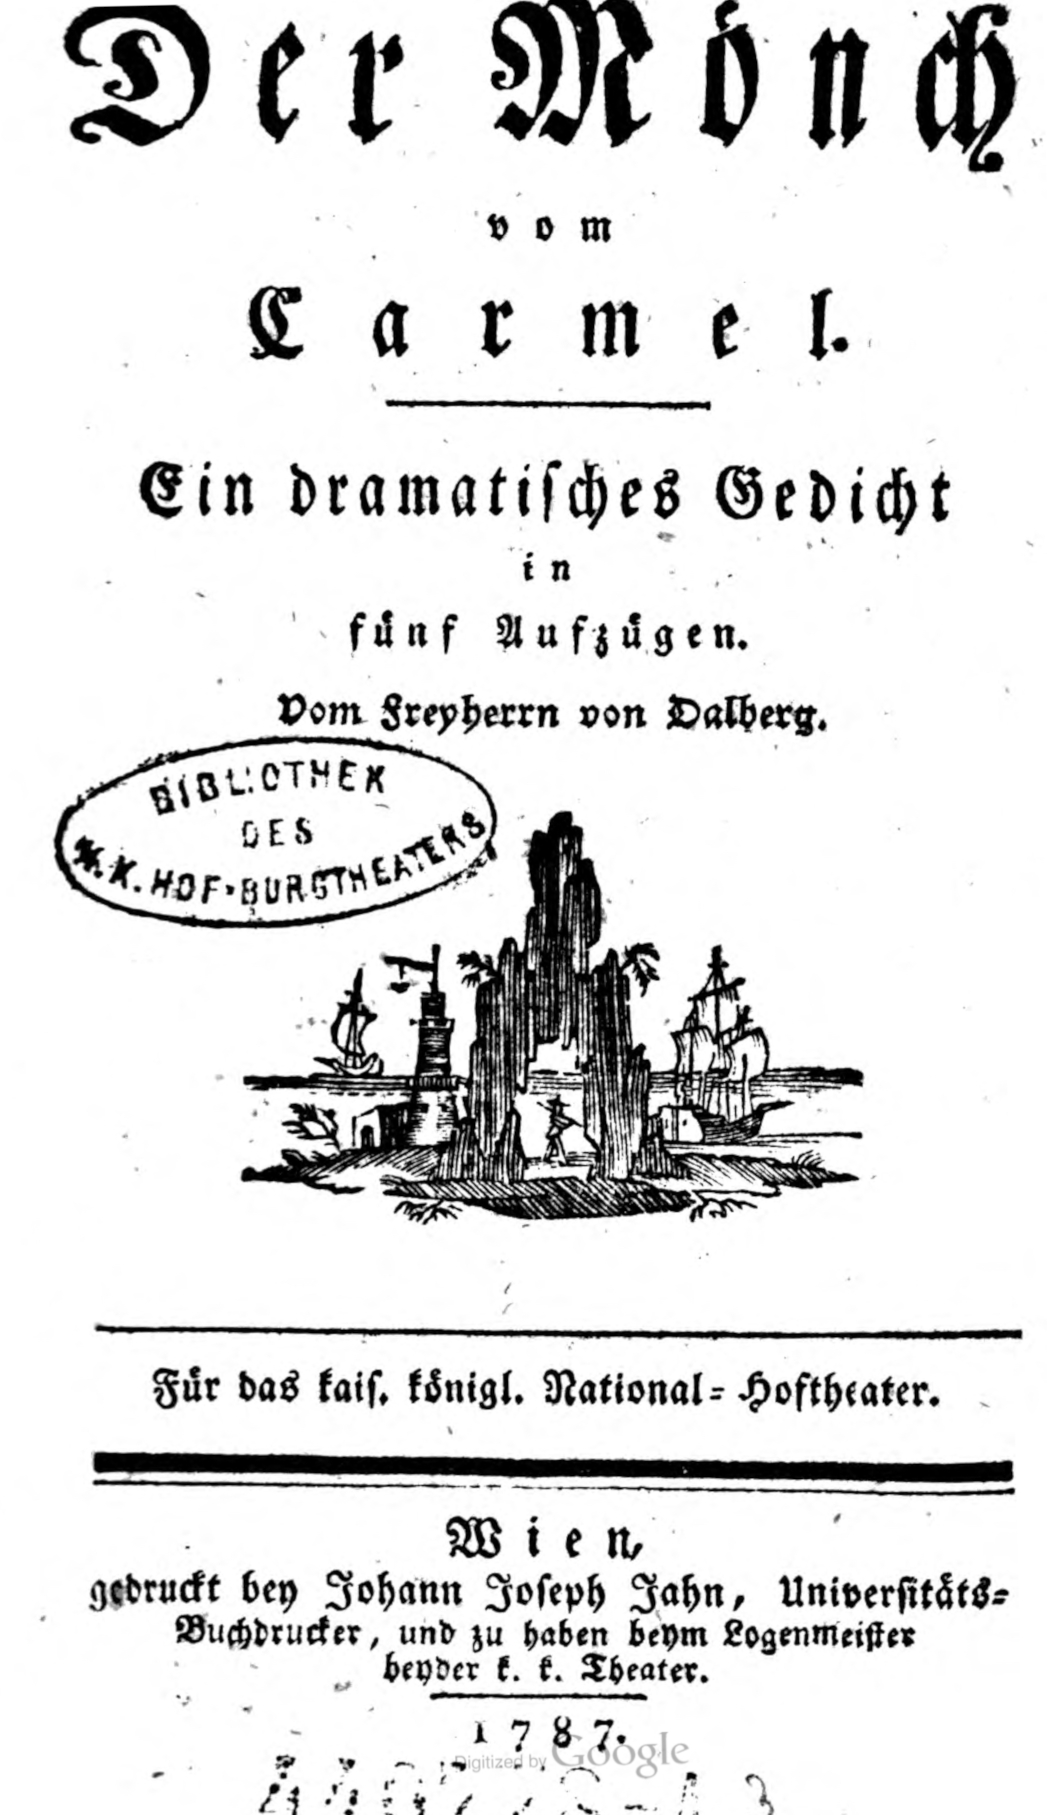 Der Mönch
vom
Carmel.
Ein dramatiſches Gedicht
in
fünf Aufzügen.
Vom Freyherrn von Dalberg.
BIBLIOTHEK
DES
K.K. HOF-BURGTHEATERS
Für das kaiſ. königl. National-Hoftheater.
Wien,
gedruckt bey Johann Joſeph Jahn, Univerſitäts-
Buchdrucker, und zu haben beym Logenmeiſter
beyder k. k. Theater.
1787.
Digitized by Google